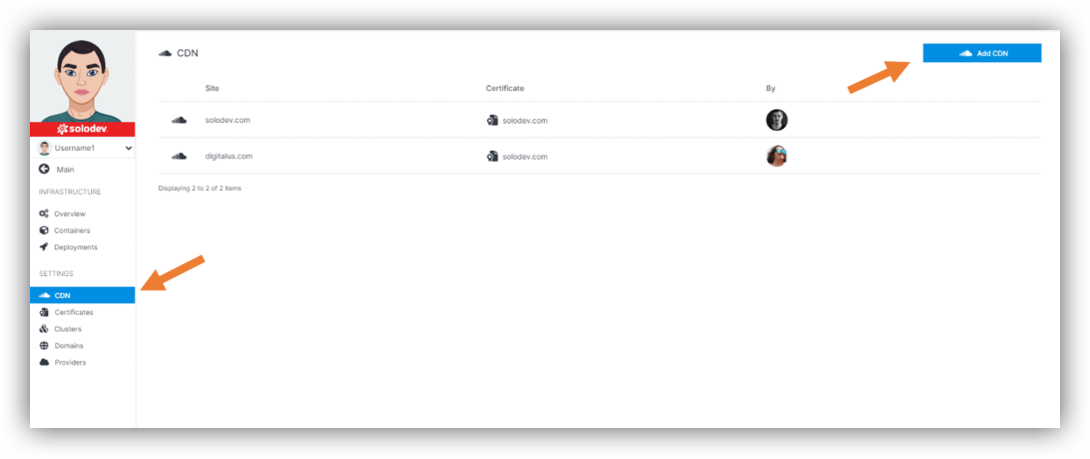 CDN
Add CDN
Site Certificate By
solodev.com solodev.com
digitalus.com solodev.com
Displaying 2 to 2 of 2 items
solodev
Username1
Main
INFRASTRUCTURE
Overview
Containers
Deployments
SETTINGS
CDN
Certificates
Clusters
Domains
Providers